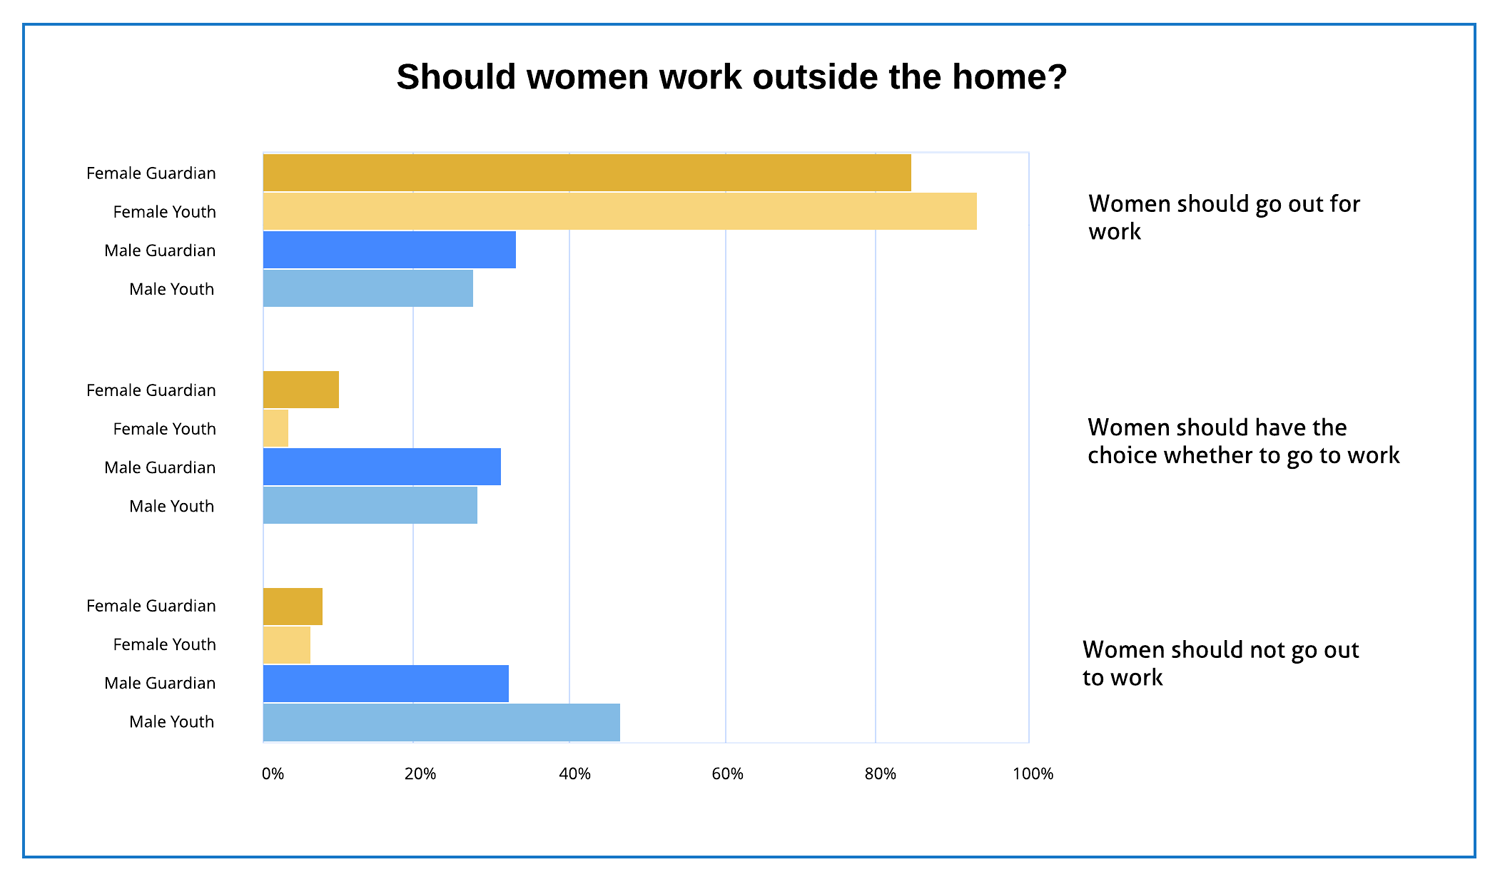 Should women work outside the home?
Female Guardian
Female Youth
Male Guardian
Male Youth
Women should go out for
work
Female Guardian
Female Youth
Male Guardian
Male Youth
Women should have the
choice whether to go to work
Female Guardian
Female Youth
Male Guardian
Male Youth
Women should not go out
to work
0% 20% 40% 60% 80% 100%